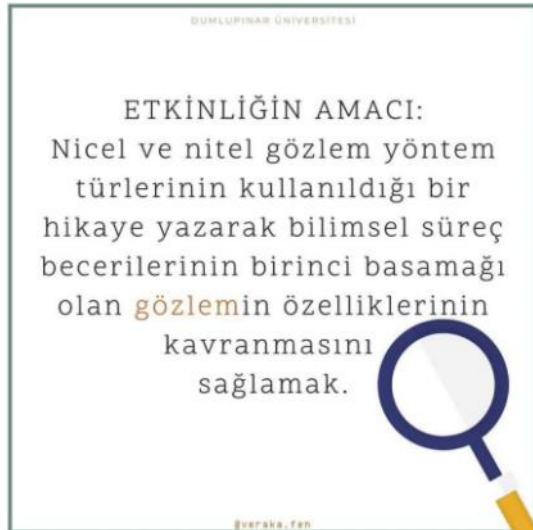 DUMLUPINAR ÜNİVERSİTESİ
ETKİNLİĞİN AMACI:
Nicel ve nitel gözlem yöntem
türlerinin kullanıldığı bir
hikaye yazarak bilimsel süreç
becerilerinin birinci basamağı
olan gözlemin özelliklerinin
kavranmasını
sağlamak.
@veraka.fen